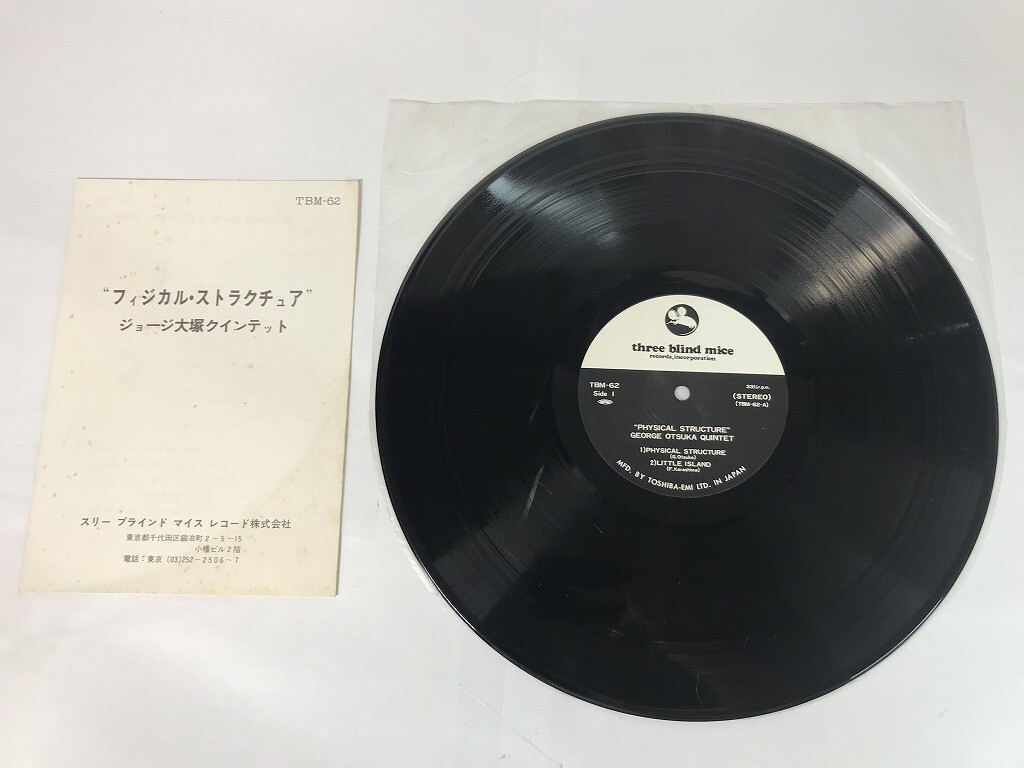 TBM-62
“フィジカル・ストラクチュア”
ジョージ大塚クインテット
スリー ブラインド マイス レコード株式会社
東京都千代田区鍛冶町2-5-15
小幡ビル2階
電話:東京 (03)252-2506~7
three blind mice
records, incorporation
TBM-62
Side I
33⅓r.p.m.
(STEREO)
(TBM-62-A)
"PHYSICAL STRUCTURE"
GEORGE OTSUKA QUINTET
1)PHYSICAL STRUCTURE
(G.Otsuka)
2)LITTLE ISLAND
(F.Karashima)
MFD. BY TOSHIBA-EMI LTD. IN JAPAN